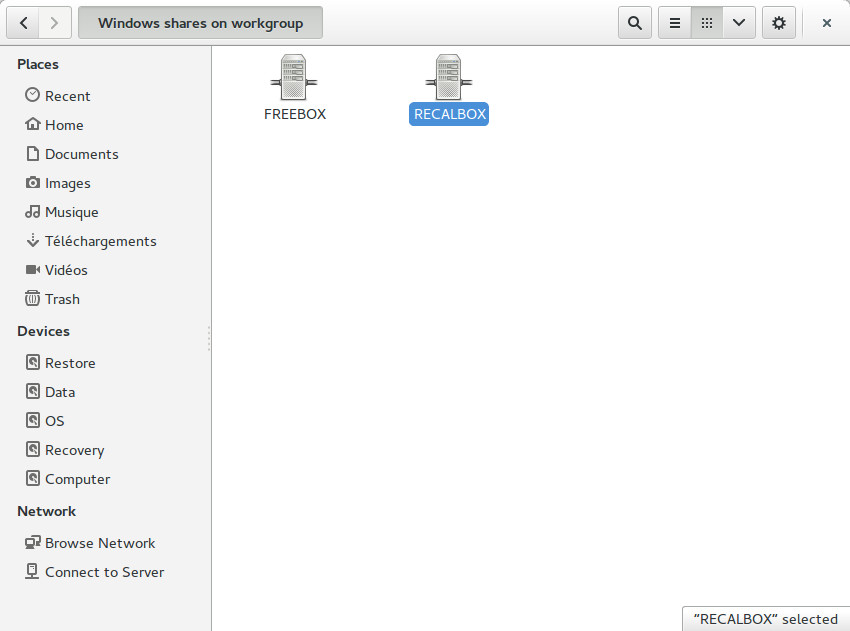 Windows shares on workgroup
Places
Recent
Home
Documents
Images
Musique
Téléchargements
Vidéos
Trash
Devices
Restore
Data
OS
Recovery
Computer
Network
Browse Network
Connect to Server
FREEBOX
RECALBOX
“RECALBOX” selected